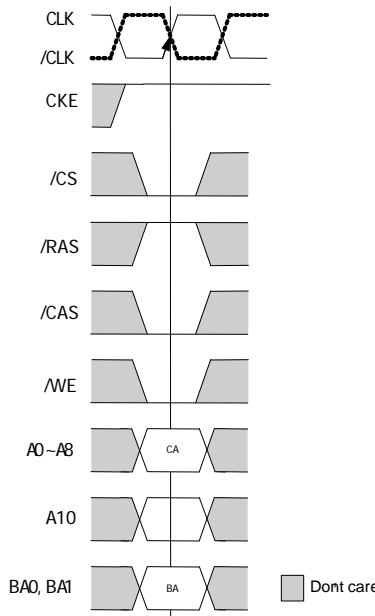 CLK
/CLK
CKE
/CS
/RAS
/CAS
/WE
A0~A8
CA
A10
BA0, BA1
BA
Dont care